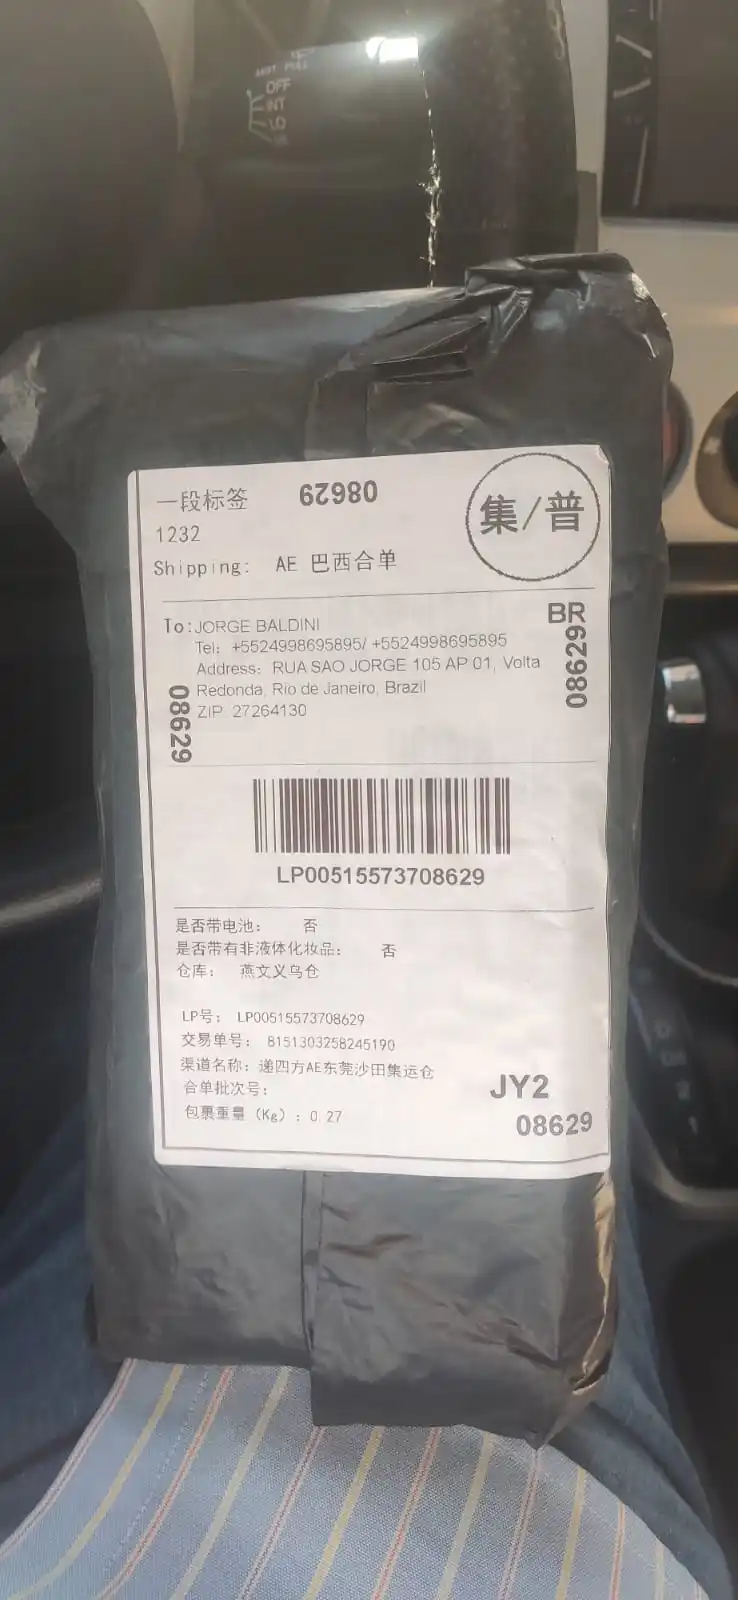 OFF
INT
LO
一段标签
08629
集/普
1232
Shipping: AE 巴西合单
To: JORGE BALDINI
BR
Tel: +5524998695895/ +5524998695895
Address: RUA SAO JORGE 105 AP 01, Volta
Redonda, Rio de Janeiro, Brazil
ZIP: 27264130
08629
08629
LP00515573708629
是否带电池： 否
是否带有非液体化妆品： 否
仓库： 燕文义乌仓
LP号： LP00515573708629
交易单号： 8151303258245190
渠道名称：递四方AE东莞沙田集运仓
合单批次号：
包裹重量（Kg）：0.27
JY2
08629